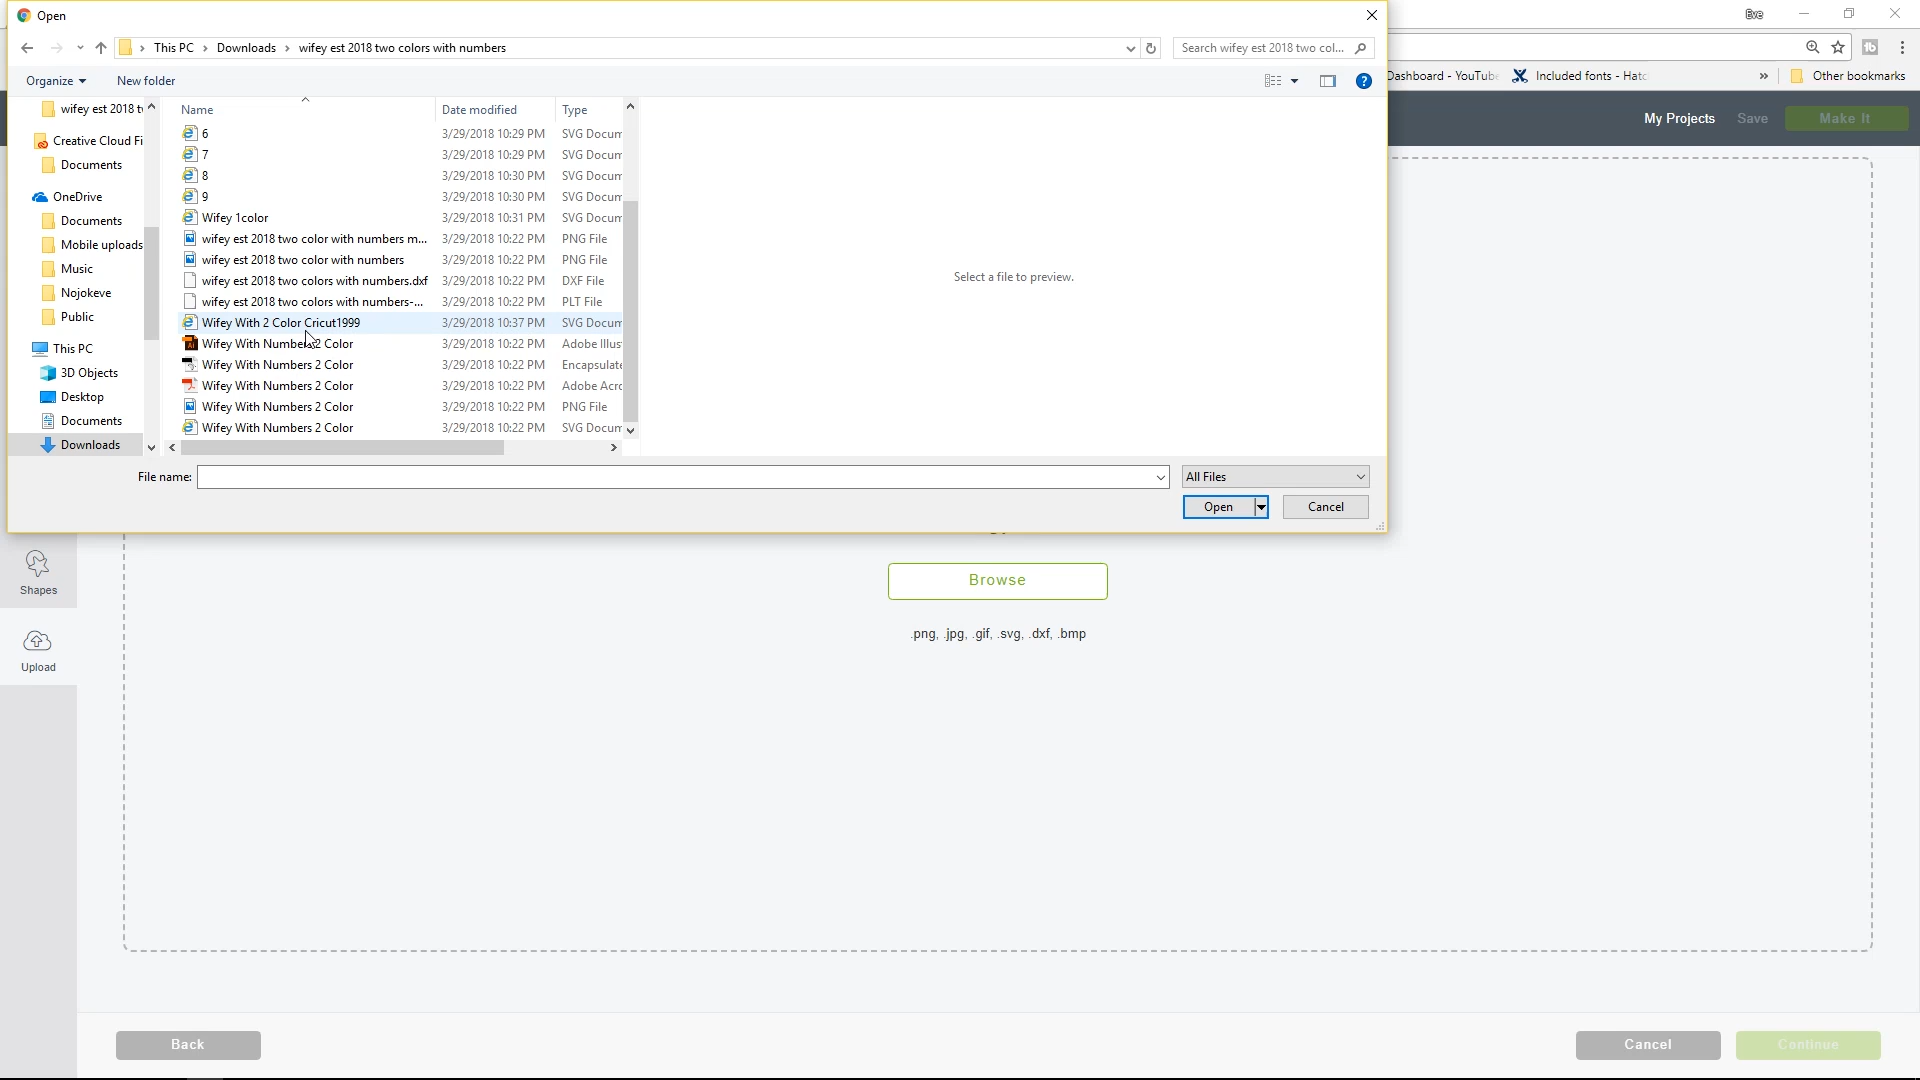 Open
Eve
This PC > Downloads > wifey est 2018 two colors with numbers
Search wifey est 2018 two col...
Organize
New folder
Dashboard - YouTube
Included fonts - Hatc
»
Other bookmarks
wifey est 2018 t
Creative Cloud Fi
Documents
OneDrive
Documents
Mobile uploads
Music
Nojokeve
Public
This PC
3D Objects
Desktop
Documents
Downloads
Name Date modified Type
6 3/29/2018 10:29 PM SVG Docum
7 3/29/2018 10:29 PM SVG Docum
8 3/29/2018 10:30 PM SVG Docum
9 3/29/2018 10:30 PM SVG Docum
Wifey 1color 3/29/2018 10:31 PM SVG Docum
wifey est 2018 two color with numbers m... 3/29/2018 10:22 PM PNG File
wifey est 2018 two color with numbers 3/29/2018 10:22 PM PNG File
wifey est 2018 two colors with numbers.dxf 3/29/2018 10:22 PM DXF File
wifey est 2018 two colors with numbers-... 3/29/2018 10:22 PM PLT File
Wifey With 2 Color Cricut1999 3/29/2018 10:37 PM SVG Docum
Wifey With Numbers 2 Color 3/29/2018 10:22 PM Adobe Illus
Wifey With Numbers 2 Color 3/29/2018 10:22 PM Encapsulate
Wifey With Numbers 2 Color 3/29/2018 10:22 PM Adobe Acro
Wifey With Numbers 2 Color 3/29/2018 10:22 PM PNG File
Wifey With Numbers 2 Color 3/29/2018 10:22 PM SVG Docum
Select a file to preview.
File name:
All Files
Open
Cancel
My Projects
Save
Make It
Shapes
Upload
Browse
.png, .jpg, .gif, .svg, .dxf, .bmp
Back
Cancel
Continue